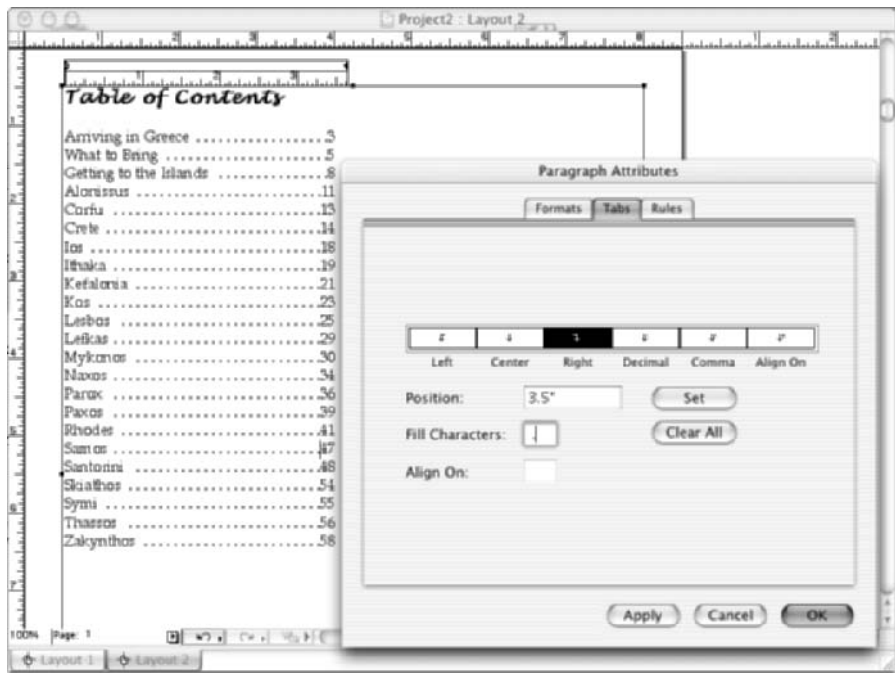 Project2 : Layout 2
Table of Contents
Arriving in Greece ..................3
What to Bring ..................5
Getting to the Islands ..................8
Alonissus ..................11
Corfu ..................13
Crete ..................14
Ios ..................18
Ithaka ..................19
Kefalonia ..................21
Kos ..................23
Lesbos ..................25
Lefkas ..................29
Mykonos ..................30
Naxos ..................34
Parox ..................36
Paxos ..................39
Rhodes ..................41
Samos ..................47
Santorini ..................48
Skiathos ..................54
Symi ..................55
Thassos ..................56
Zakynthos ..................58
Paragraph Attributes
Formats Tabs Rules
Left Center Right Decimal Comma Align On
Position: 3.5" Set
Fill Characters: . Clear All
Align On:
Apply Cancel OK
100% Page: 1
Layout 1 Layout 2